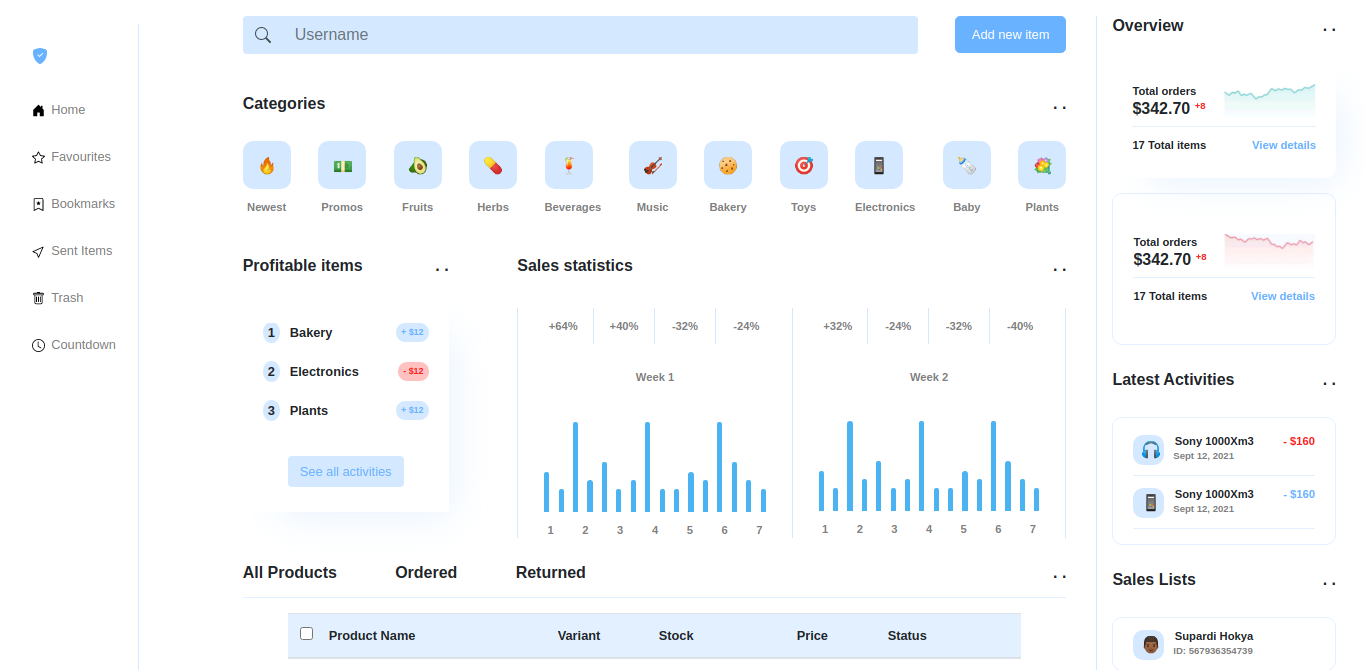 Home
Favourites
Bookmarks
Sent Items
Trash
Countdown
Username
Add new item
Categories
. .
Newest
Promos
Fruits
Herbs
Beverages
Music
Bakery
Toys
Electronics
Baby
Plants
Profitable items
. .
1 Bakery + $12
2 Electronics - $12
3 Plants + $12
See all activities
Sales statistics
. .
+64% +40% -32% -24%
Week 1
1 2 3 4 5 6 7
+32% -24% -32% -40%
Week 2
1 2 3 4 5 6 7
All Products Ordered Returned . .
Product Name Variant Stock Price Status
Overview . .
Total orders
$342.70 +8
17 Total items View details
Total orders
$342.70 +8
17 Total items View details
Latest Activities . .
Sony 1000Xm3 - $160
Sept 12, 2021
Sony 1000Xm3 - $160
Sept 12, 2021
Sales Lists . .
Supardi Hokya
ID: 567936354739